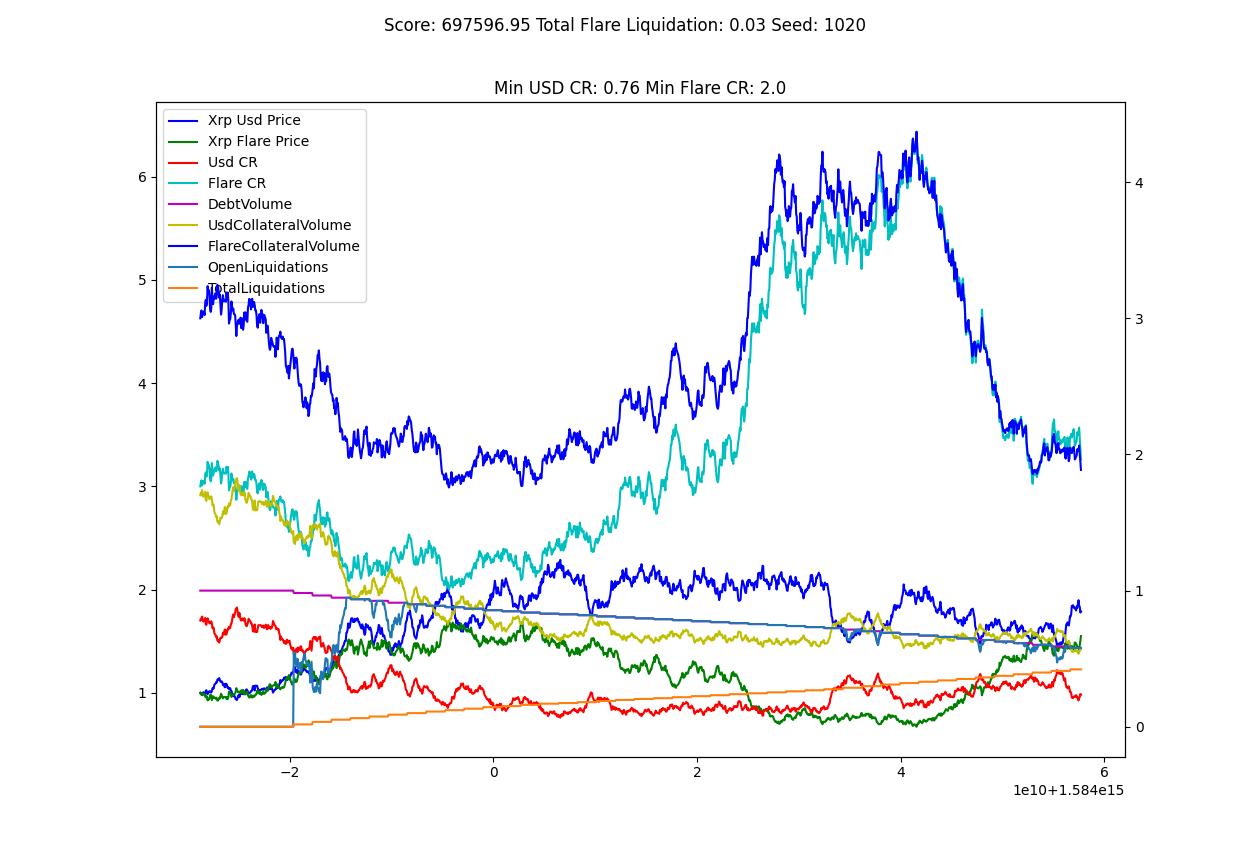 Score: 697596.95 Total Flare Liquidation: 0.03 Seed: 1020
Min USD CR: 0.76 Min Flare CR: 2.0
Xrp Usd Price
Xrp Flare Price
Usd CR
Flare CR
DebtVolume
UsdCollateralVolume
FlareCollateralVolume
OpenLiquidations
TotalLiquidations
6
5
4
3
2
1
4
3
2
1
0
−2
0
2
4
6
1e10+1.584e15